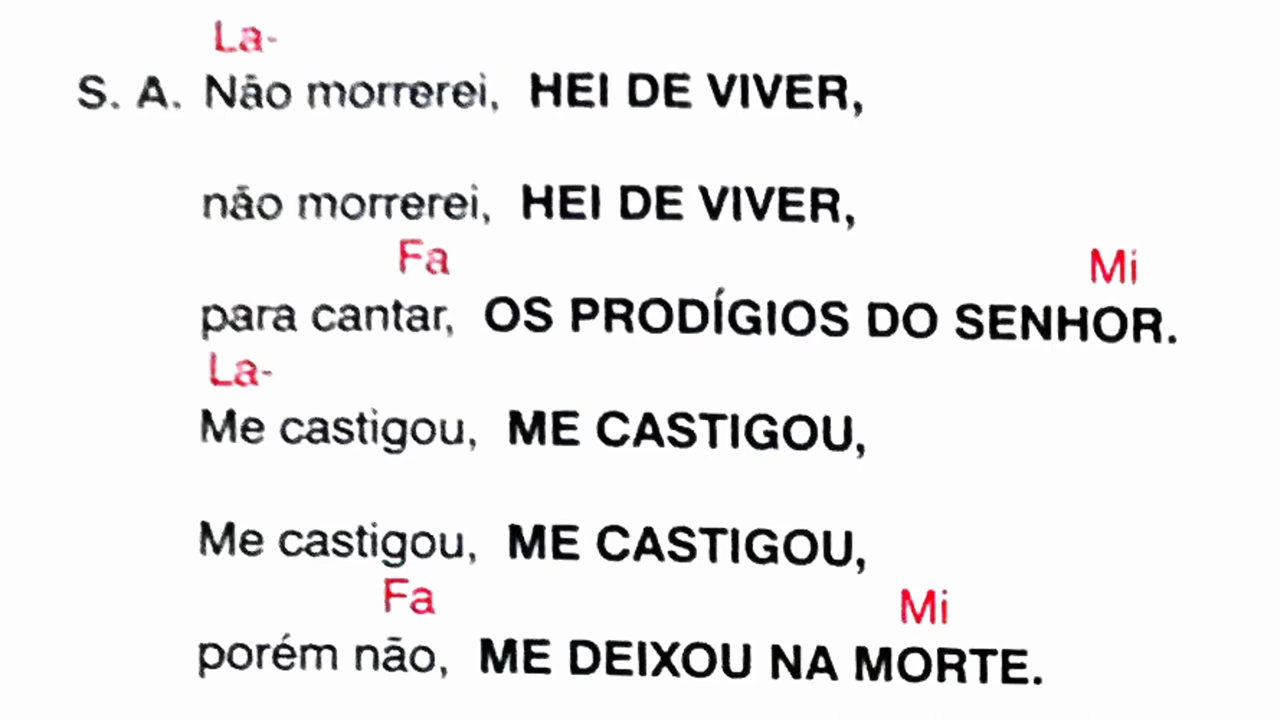 La-
S. A. Não morrerei, HEI DE VIVER,
não morrerei, HEI DE VIVER,
Fa Mi
para cantar, OS PRODÍGIOS DO SENHOR.
La-
Me castigou, ME CASTIGOU,
Me castigou, ME CASTIGOU,
Fa Mi
porém não, ME DEIXOU NA MORTE.